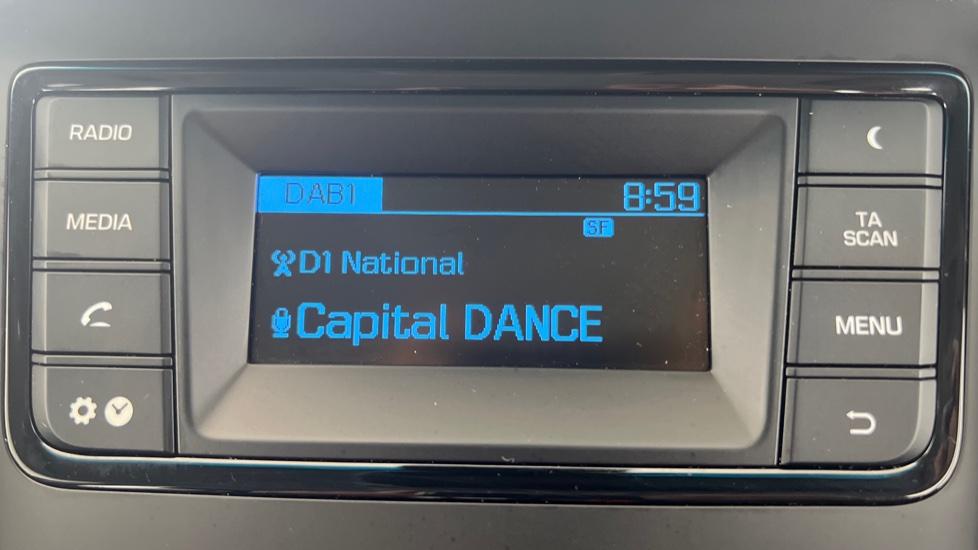 RADIO
MEDIA
DAB1 8:59
SF
D1 National
Capital DANCE
TA
SCAN
MENU